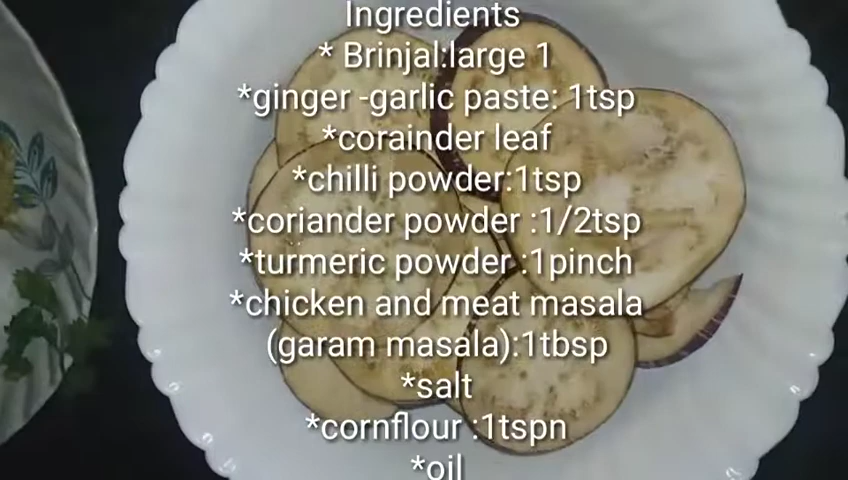 Ingredients
* Brinjal:large 1
*ginger -garlic paste: 1tsp
*corainder leaf
*chilli powder:1tsp
*coriander powder :1/2tsp
*turmeric powder :1pinch
*chicken and meat masala
(garam masala):1tbsp
*salt
*cornflour :1tspn
*oil